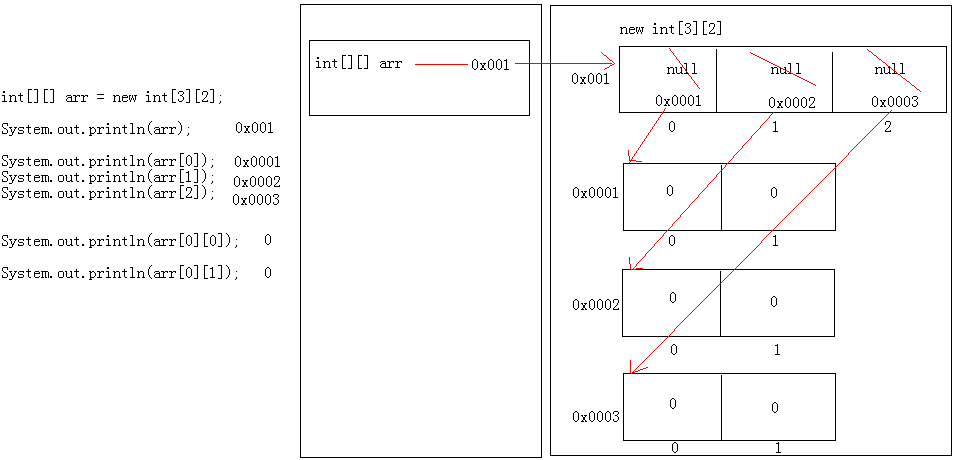 int[][] arr = new int[3][2];
System.out.println(arr); 0x001
System.out.println(arr[0]); 0x0001
System.out.println(arr[1]); 0x0002
System.out.println(arr[2]); 0x0003
System.out.println(arr[0][0]); 0
System.out.println(arr[0][1]); 0
int[][] arr 0x001
new int[3][2]
0x001
null null null
0x0001 0x0002 0x0003
0 1 2
0x0001
0 0
0 1
0x0002
0 0
0 1
0x0003
0 0
0 1